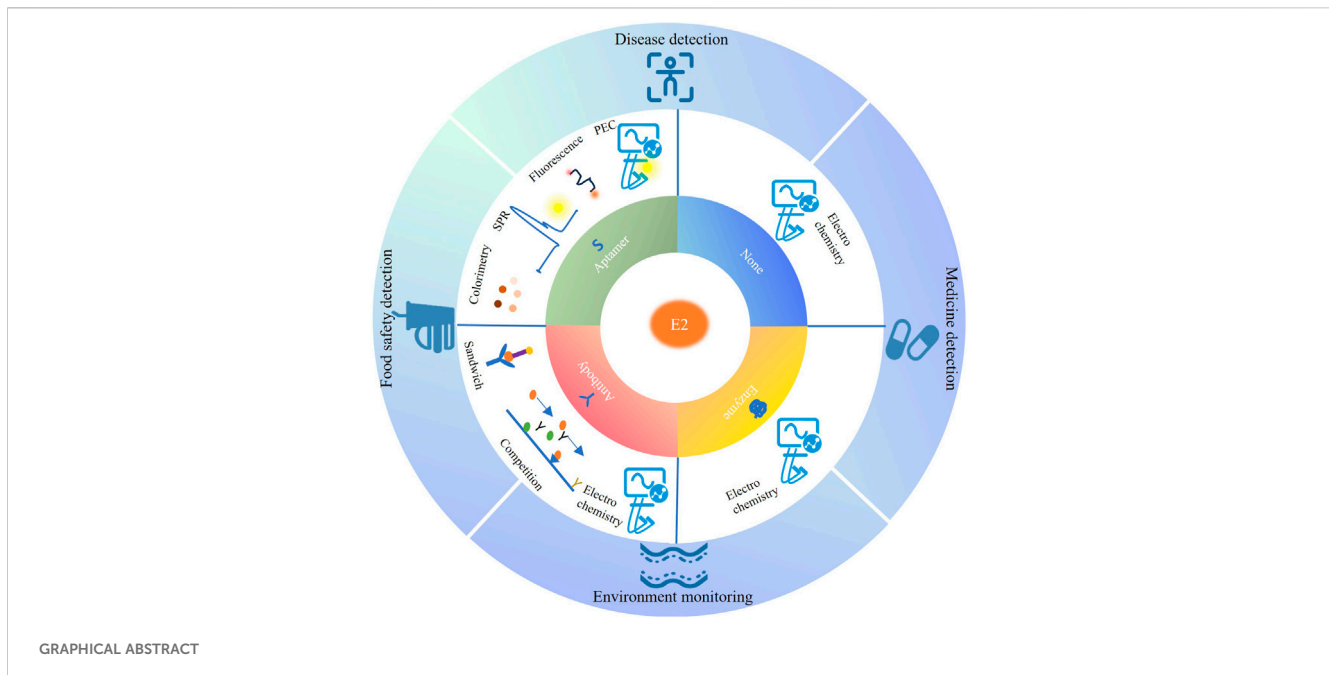 Disease detection
PEC
Fluorescence
SPR
Colorimetry
Electro
chemistry
Aptamer
None
E2
Food safety detection
Medicine detection
Sandwich
Antibody
Enzyme
Competition
Electro
chemistry
Electro
chemistry
Environment monitoring
GRAPHICAL ABSTRACT